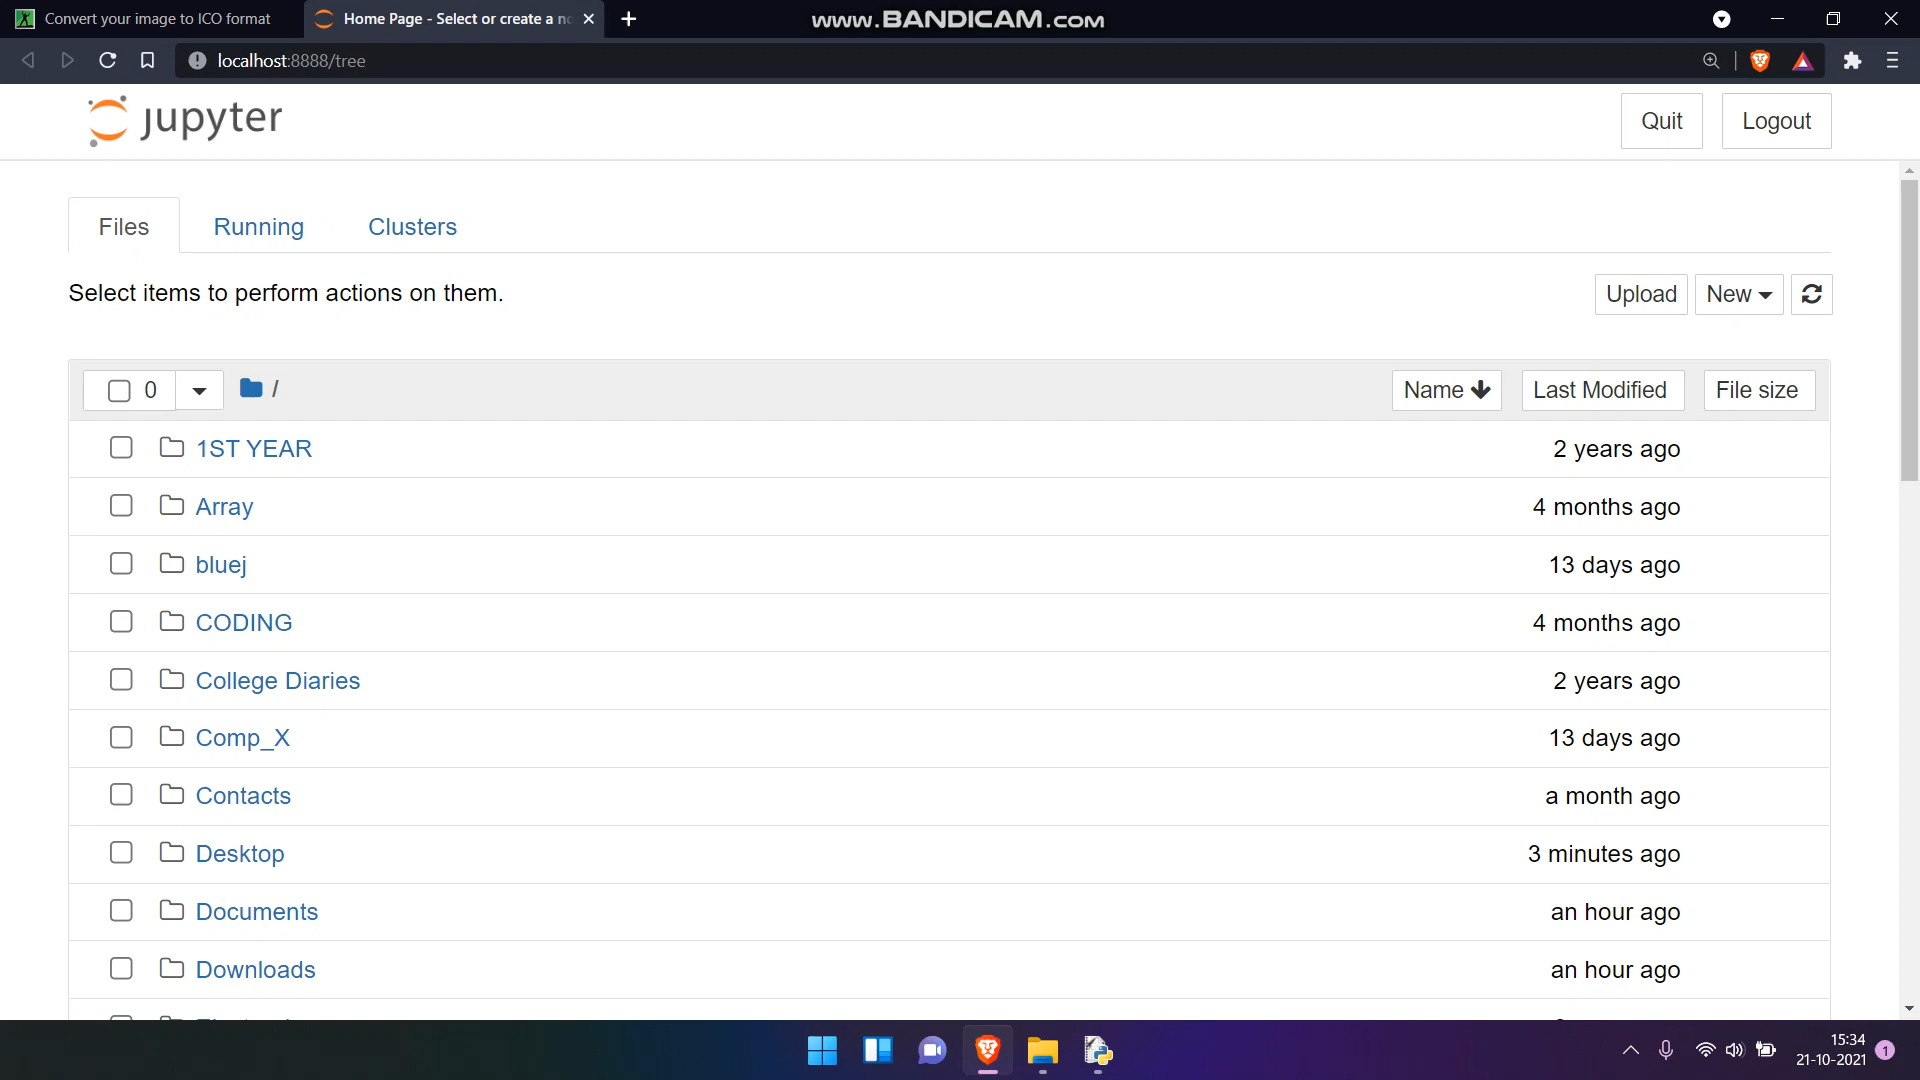 Convert your image to ICO format
Home Page - Select or create a n
www.BANDICAM.com
localhost:8888/tree
jupyter
Quit
Logout
Files
Running
Clusters
Select items to perform actions on them.
Upload
New
0
/
Name
Last Modified
File size
1ST YEAR
2 years ago
Array
4 months ago
bluej
13 days ago
CODING
4 months ago
College Diaries
2 years ago
Comp_X
13 days ago
Contacts
a month ago
Desktop
3 minutes ago
Documents
an hour ago
Downloads
an hour ago
15:34
21-10-2021
1